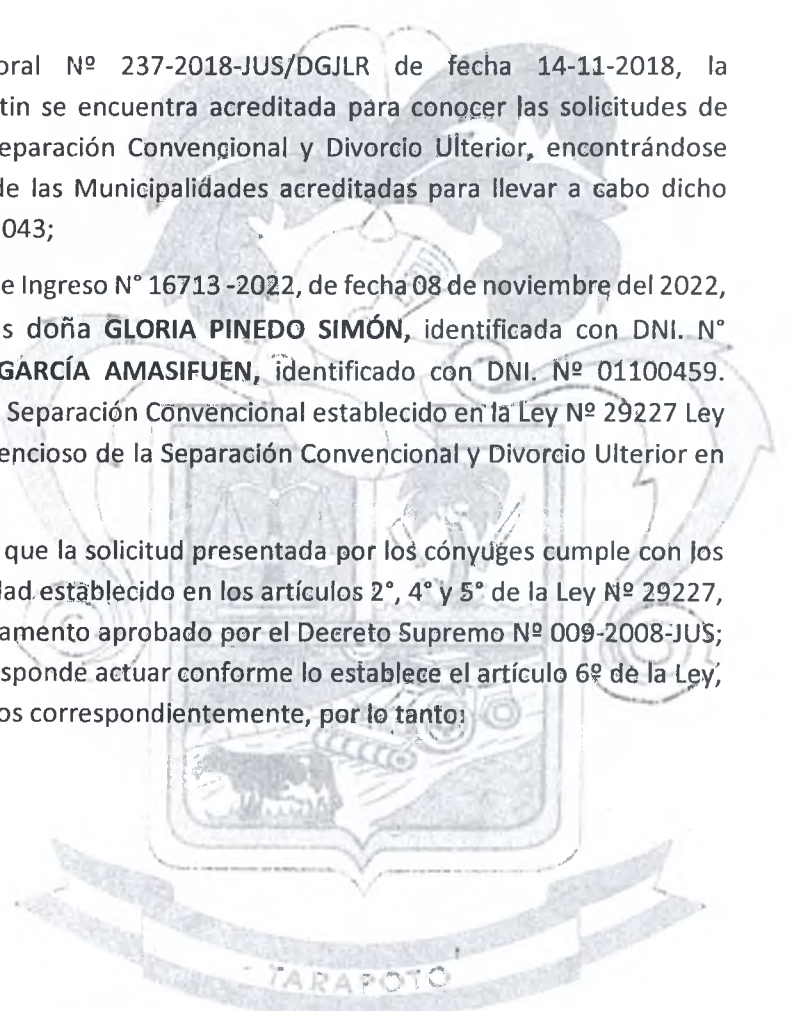 oral Nº 237-2018-JUS/DGJLR de fecha 14-11-2018, la
tin se encuentra acreditada para conocer las solicitudes de
eparación Convencional y Divorcio Ulterior, encontrándose
de las Municipalidades acreditadas para llevar a cabo dicho
043;
e Ingreso N° 16713 -2022, de fecha 08 de noviembre del 2022,
s doña GLORIA PINEDO SIMÓN, identificada con DNI. N°
GARCÍA AMASIFUEN, identificado con DNI. Nº 01100459.
Separación Convencional establecido en la Ley Nº 29227 Ley
encioso de la Separación Convencional y Divorcio Ulterior en
que la solicitud presentada por los cónyuges cumple con los
dad establecido en los artículos 2°, 4° y 5° de la Ley Nº 29227,
amento aprobado por el Decreto Supremo Nº 009-2008-JUS;
sponde actuar conforme lo establece el artículo 6º de la Ley,
os correspondientemente, por lo tanto:
TARAPOTO